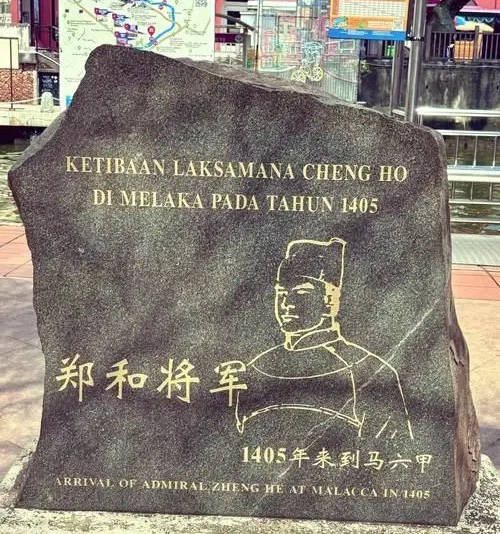 KETIBAAN LAKSAMANA CHENG HO
DI MELAKA PADA TAHUN 1405
郑和将军
1405年来到马六甲
ARRIVAL OF ADMIRAL ZHENG HE AT MALACCA IN 1405